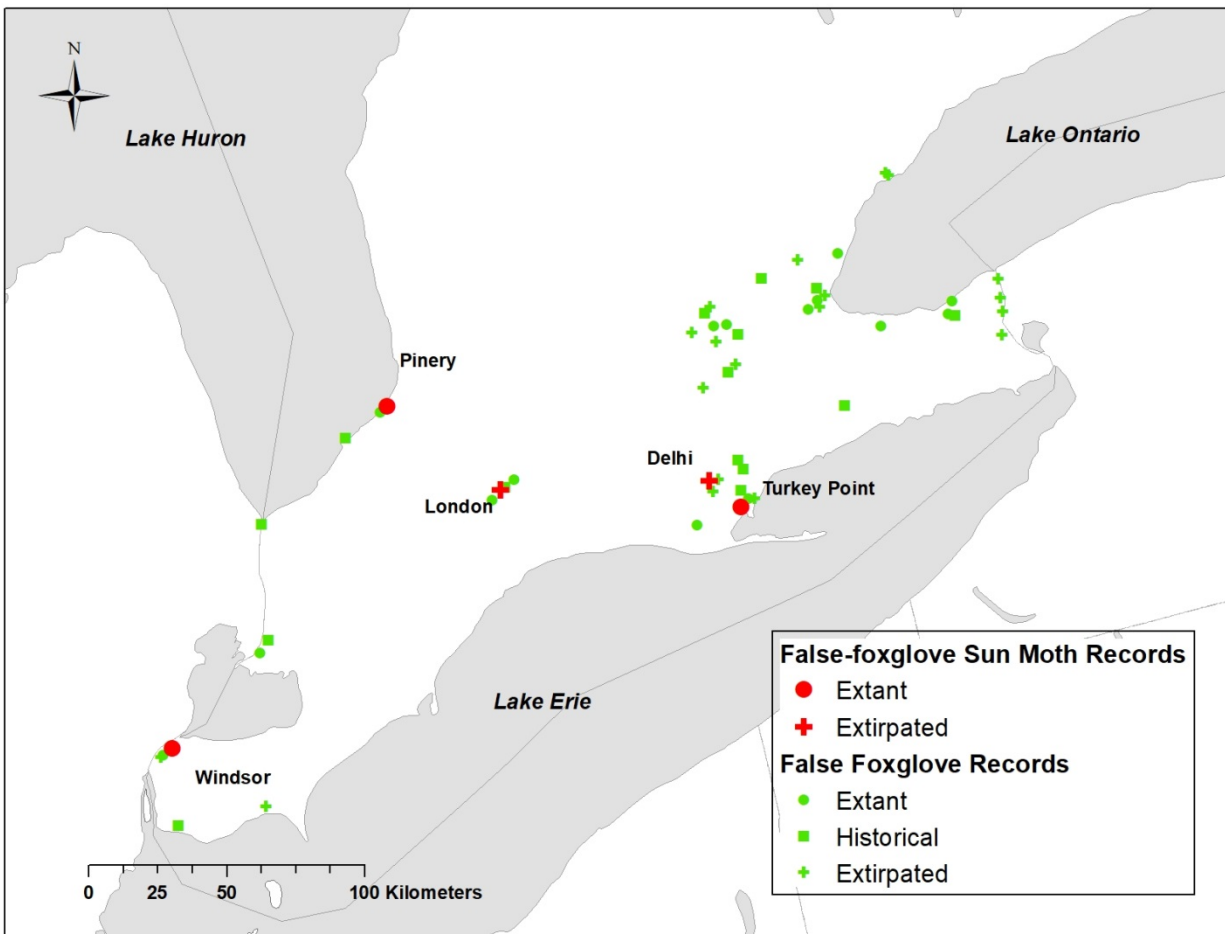 N
Lake Huron
Lake Ontario
Pinery
Delhi
London
Turkey Point
Lake Erie
Windsor
0 25 50 100 Kilometers
False-foxglove Sun Moth Records
Extant
Extirpated
False Foxglove Records
Extant
Historical
Extirpated